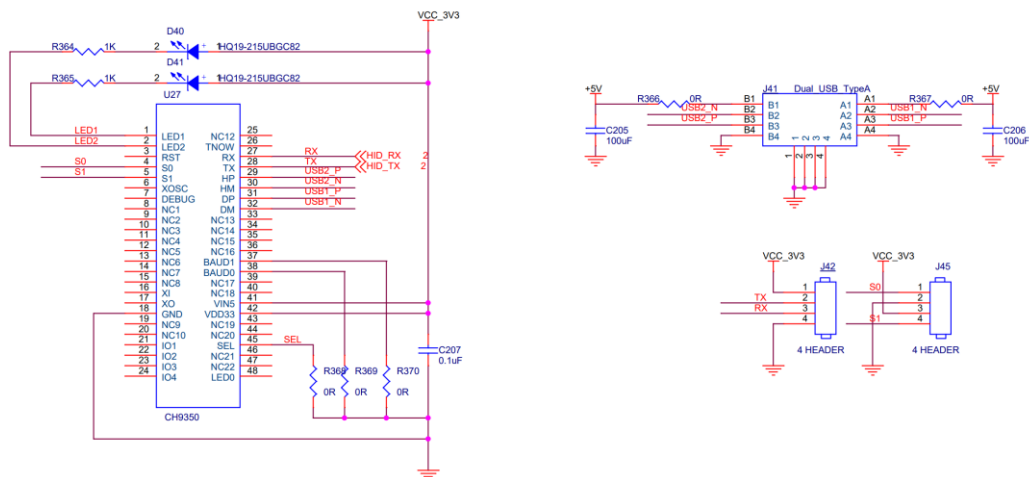 VCC_3V3
D40
R364 1K 2 1 HQ19-215UBGC82
D41
R365 1K 2 1 HQ19-215UBGC82
U27
LED1 1 LED1 NC12 25
LED2 2 LED2 TNOW 26
3 RST RX 27 RX HID_RX 2
S0 4 S0 TX 28 TX HID_TX 2
S1 5 S1 HP 29 USB2_P
6 XOSC HM 30 USB2_N
7 DEBUG DP 31 USB1_P
8 NC1 DM 32 USB1_N
9 NC2 NC13 33
10 NC3 NC14 34
11 NC4 NC15 35
12 NC5 NC16 36
13 NC6 BAUD1 37
14 NC7 BAUD0 38
15 NC8 NC17 39
16 XI NC18 40
17 XO VIN5 41
18 GND VDD33 42
19 NC9 NC19 43
20 NC10 NC20 44
21 IO1 SEL 45 SEL
22 IO2 NC21 46
23 IO3 NC22 47
24 IO4 LED0 48
CH9350
C207
0.1uF
R368 R369 R370
0R 0R 0R
J41 Dual_USB_TypeA
+5V R366 0R B1 B1 A1 A1 R367 0R +5V
USB2_N B2 B2 A2 A2 USB1_N
USB2_P B3 B3 A3 A3 USB1_P
B4 B4 A4 A4
1 2 3 4
1 2 3 4
C205
100uF
C206
100uF
VCC_3V3 J42
1
TX 2
RX 3
4
4 HEADER
VCC_3V3 J45
S0 1
2
3
S1 4
4 HEADER